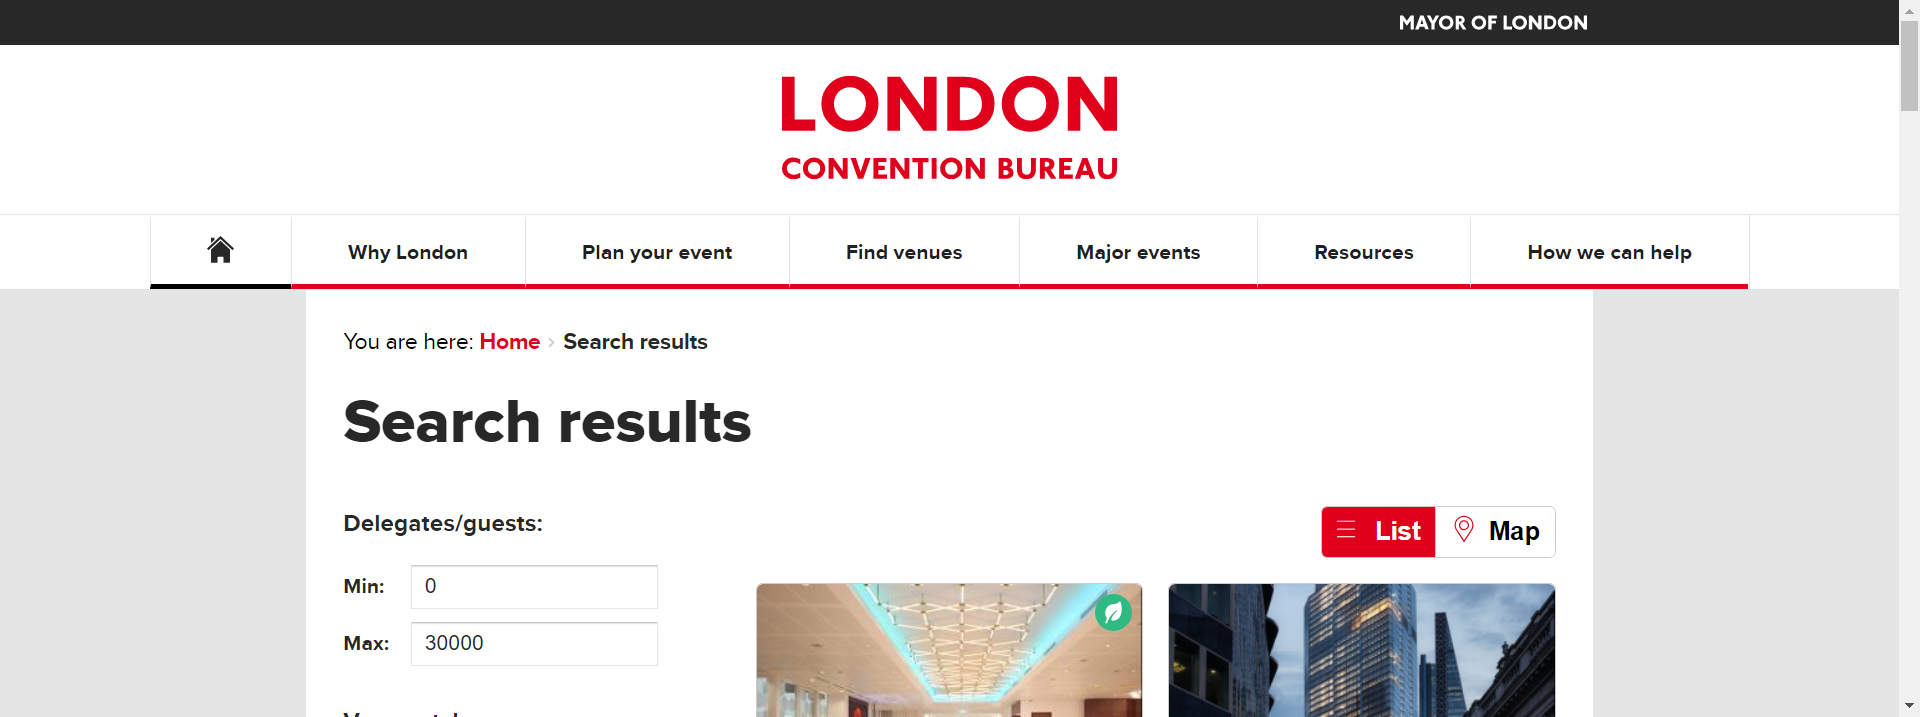 MAYOR OF LONDON
LONDON
CONVENTION BUREAU
Why London
Plan your event
Find venues
Major events
Resources
How we can help
You are here: Home › Search results
Search results
Delegates/guests:
List
Map
Min: 0
Max: 30000